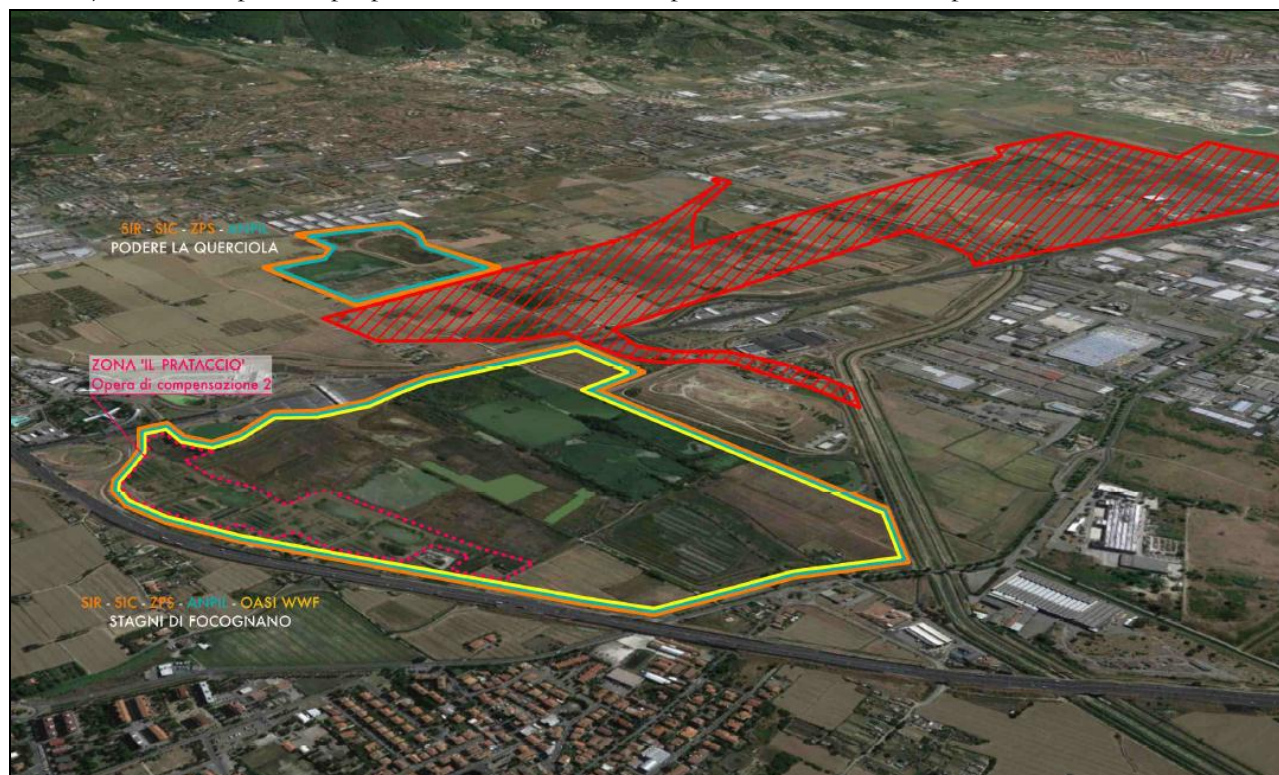 SIR - SIC - ZPS - ANPIL
PODERE LA QUERCIOLA
ZONA 'IL PRATACCIO'
Opera di compensazione 2
SIR - SIC - ZPS - ANPIL - OASI WWF
STAGNI DI FOCOGNANO